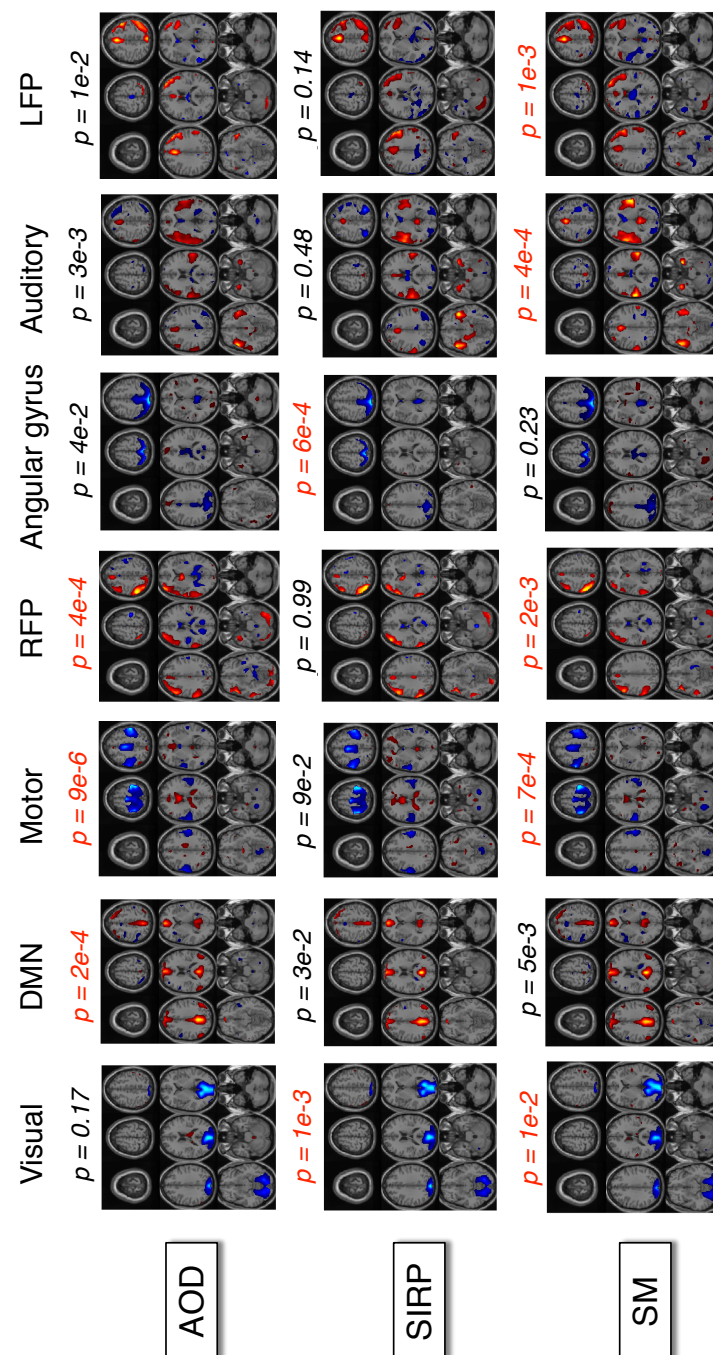 Visual DMN Motor RFP Angular gyrus Auditory LFP
p = 0.17 p = 2e-4 p = 9e-6 p = 4e-4 p = 4e-2 p = 3e-3 p = 1e-2
AOD
p = 1e-3 p = 3e-2 p = 9e-2 p = 0.99 p = 6e-4 p = 0.48 p = 0.14
SIRP
p = 1e-2 p = 5e-3 p = 7e-4 p = 2e-3 p = 0.23 p = 4e-4 p = 1e-3
SM